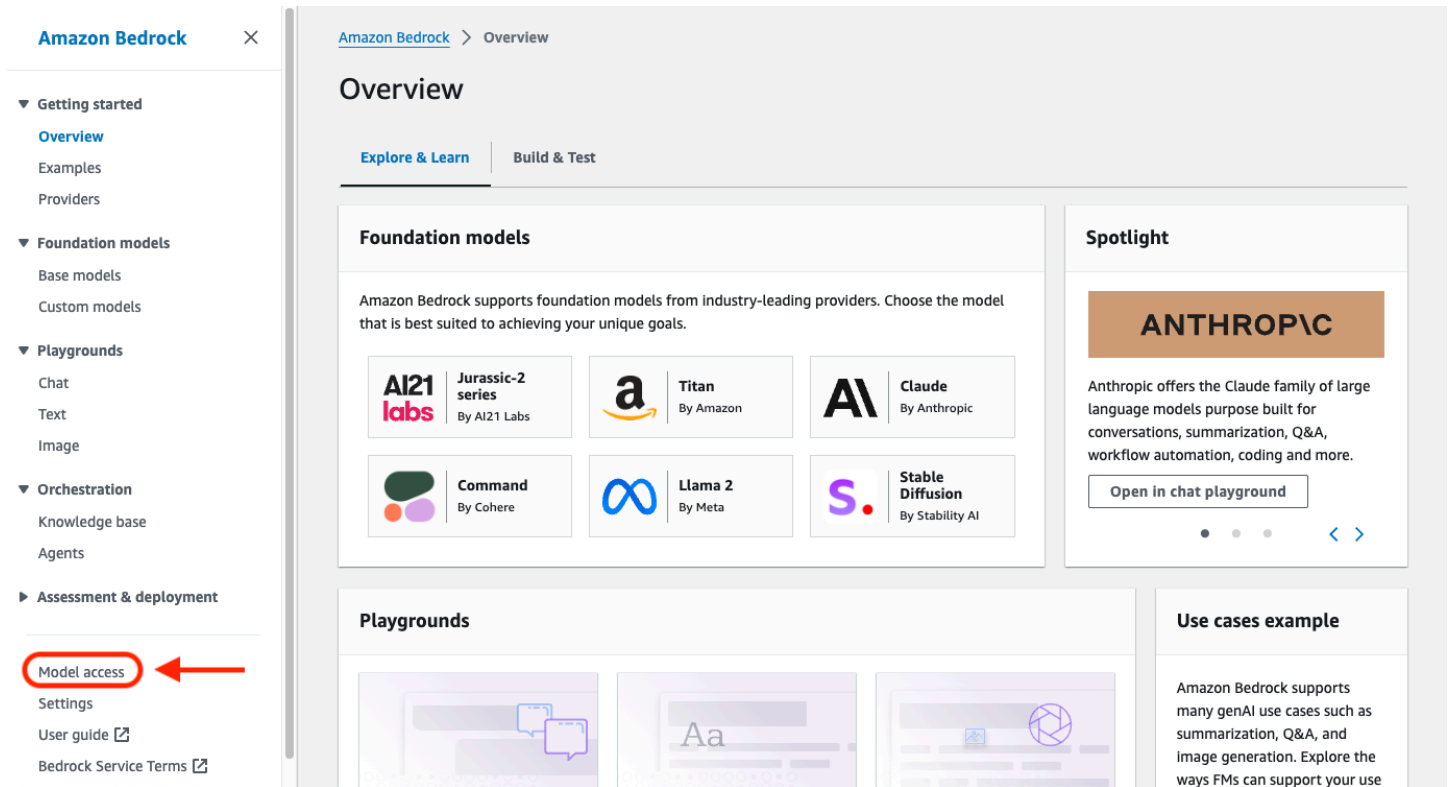 Amazon Bedrock
Getting started
Overview
Examples
Providers
Foundation models
Base models
Custom models
Playgrounds
Chat
Text
Image
Orchestration
Knowledge base
Agents
Assessment & deployment
Model access
Settings
User guide
Bedrock Service Terms
Amazon Bedrock > Overview
Overview
Explore & Learn
Build & Test
Foundation models
Amazon Bedrock supports foundation models from industry-leading providers. Choose the model
that is best suited to achieving your unique goals.
AI21
labs
Jurassic-2
series
By AI21 Labs
a
Titan
By Amazon
A\
Claude
By Anthropic
Command
By Cohere
Llama 2
By Meta
S.
Stable
Diffusion
By Stability AI
Spotlight
ANTHROP\C
Anthropic offers the Claude family of large
language models purpose built for
conversations, summarization, Q&A,
workflow automation, coding and more.
Open in chat playground
Playgrounds
Aa
Use cases example
Amazon Bedrock supports
many genAI use cases such as
summarization, Q&A, and
image generation. Explore the
ways FMs can support your use